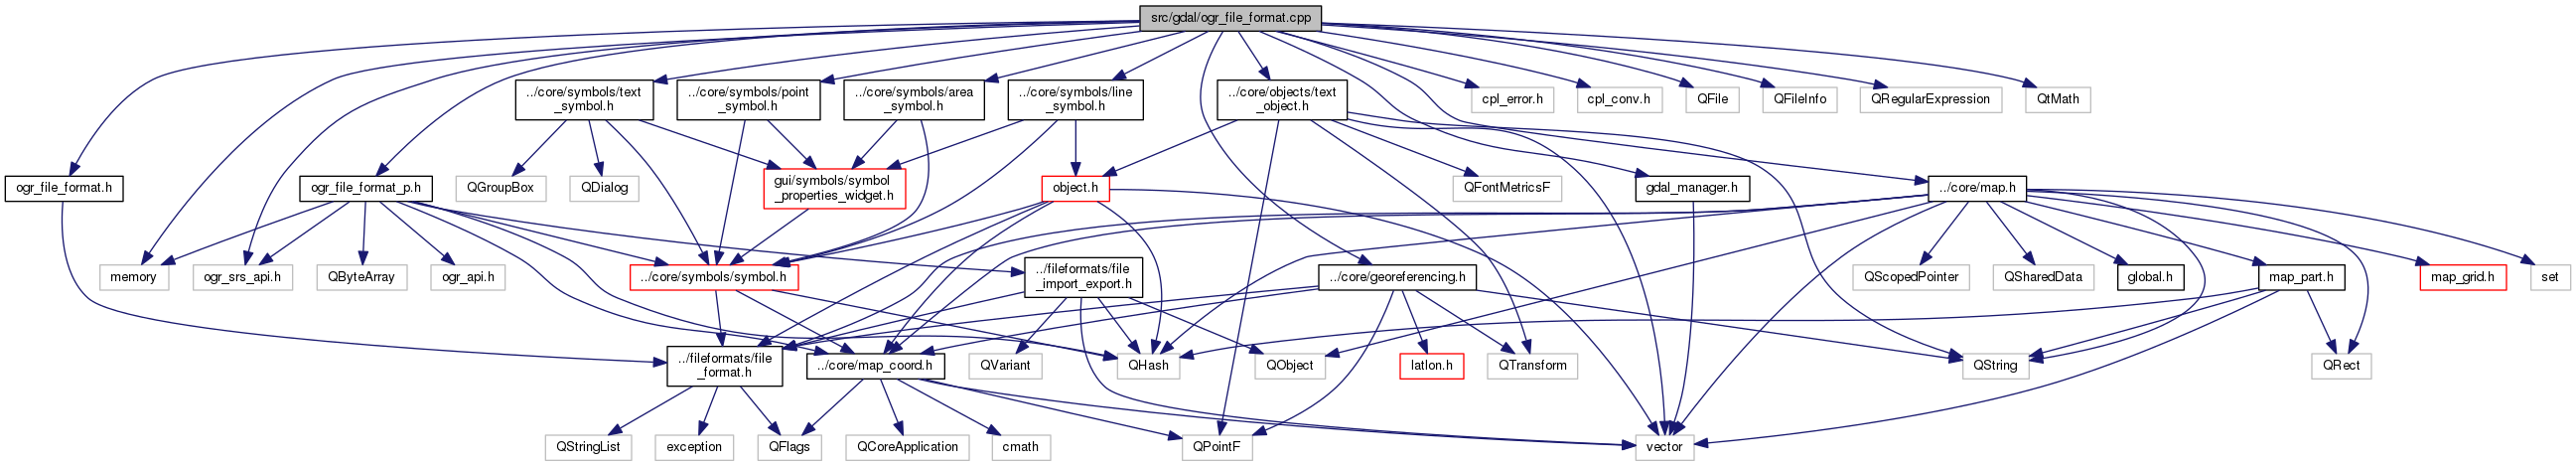 src/gdal/ogr_file_format.cpp
../core/symbols/text
_symbol.h
../core/symbols/point
_symbol.h
../core/symbols/area
_symbol.h
../core/symbols/line
_symbol.h
../core/objects/text
_object.h
cpl_error.h
cpl_conv.h
QFile
QFileInfo
QRegularExpression
QtMath
ogr_file_format.h
ogr_file_format_p.h
QGroupBox
QDialog
gui/symbols/symbol
_properties_widget.h
object.h
QFontMetricsF
gdal_manager.h
../core/map.h
memory
ogr_srs_api.h
QByteArray
ogr_api.h
../core/symbols/symbol.h
../fileformats/file
_import_export.h
../core/georeferencing.h
QScopedPointer
QSharedData
global.h
map_part.h
map_grid.h
set
../fileformats/file
_format.h
../core/map_coord.h
QVariant
QHash
QObject
latlon.h
QTransform
QString
QRect
QStringList
exception
QFlags
QCoreApplication
cmath
QPointF
vector